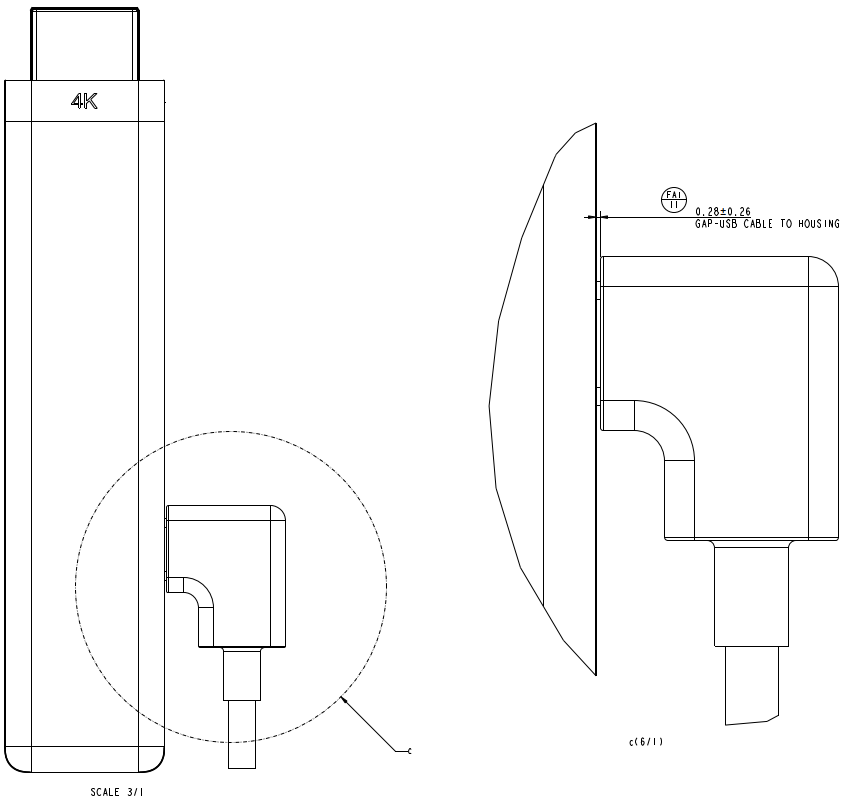 4K
FAI
11
0.28±0.26
GAP-USB CABLE TO HOUSING
C
c(6/1)
SCALE 3/1